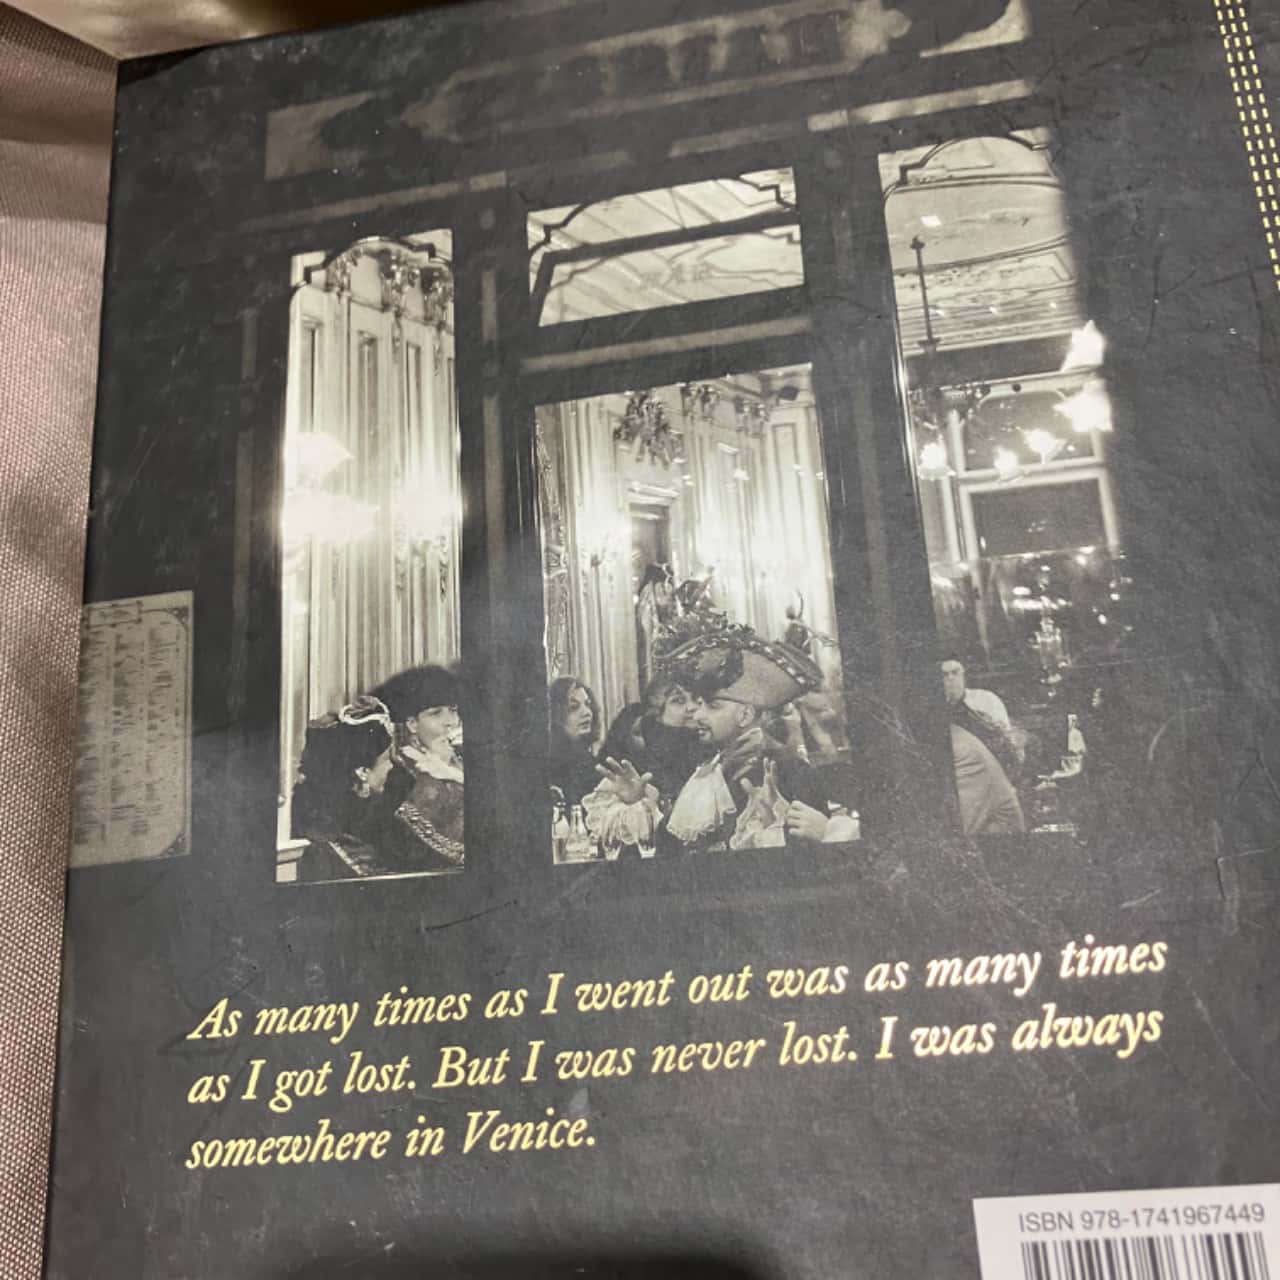 As many times as I went out was as many times
as I got lost. But I was never lost. I was always
somewhere in Venice.
ISBN 978-1741967449